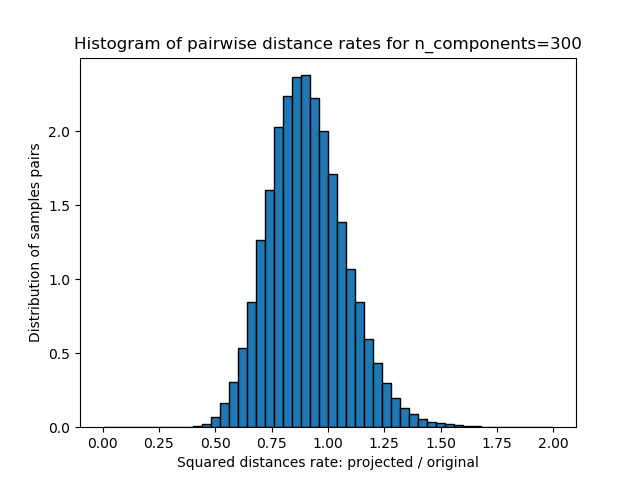 Histogram of pairwise distance rates for n_components=300
Distribution of samples pairs
2.0
1.5
1.0
0.5
0.0
0.00 0.25 0.50 0.75 1.00 1.25 1.50 1.75 2.00
Squared distances rate: projected / original